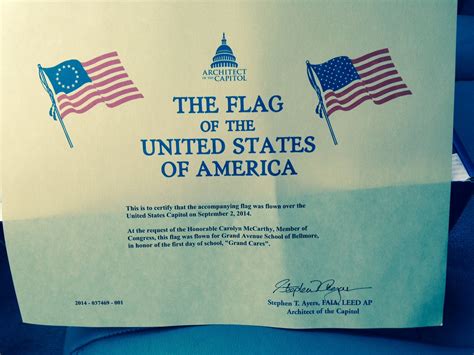 ARCHITECT
OF THE CAPITOL
THE FLAG
OF THE
UNITED STATES
OF AMERICA
This is to certify that the accompanying flag was flown over the
United States Capitol on September 2, 2014.
At the request of the Honorable Carolyn McCarthy, Member of
Congress, this flag was flown for Grand Avenue School of Bellmore,
in honor of the first day of school, "Grand Cares".
Stephen T. Ayers
2014 - 037469 - 001
Stephen T. Ayers, FAIA, LEED AP
Architect of the Capitol